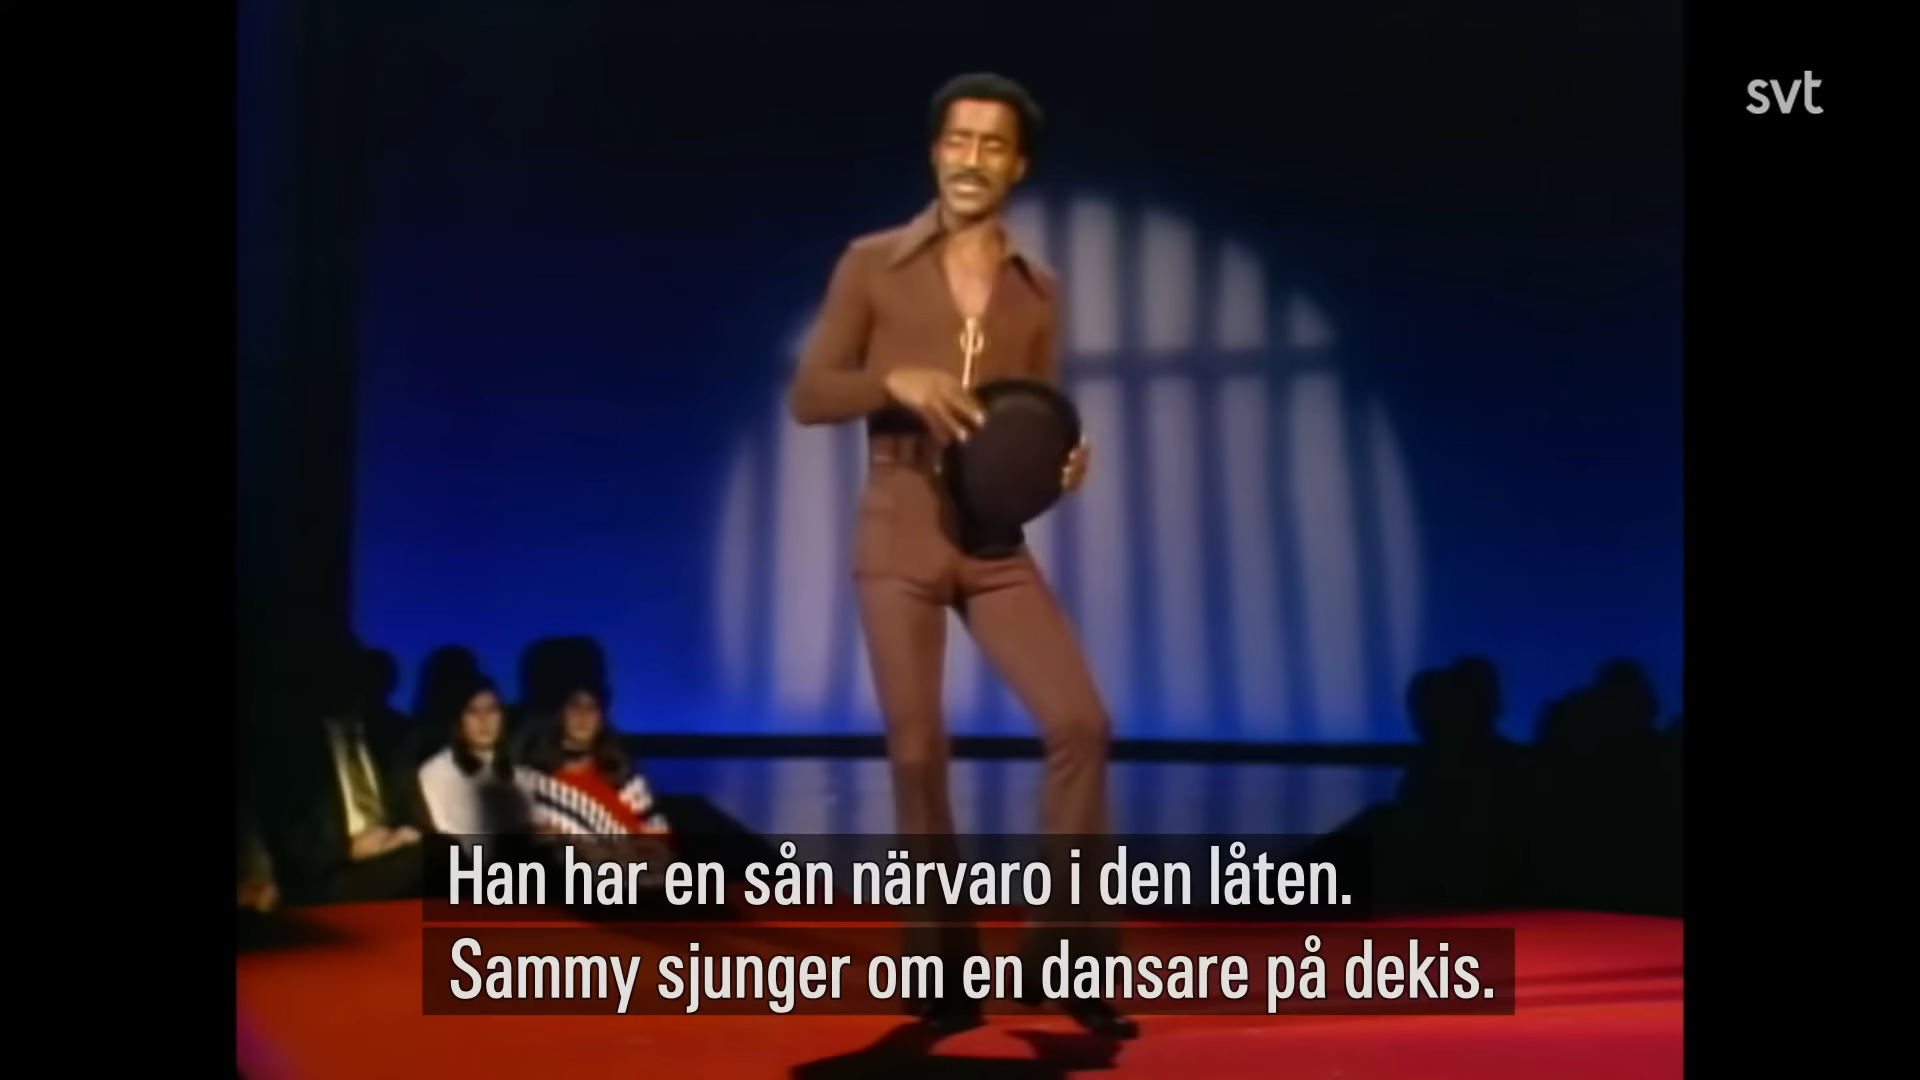 svt
Han har en sån närvaro i den låten.
Sammy sjunger om en dansare på dekis.